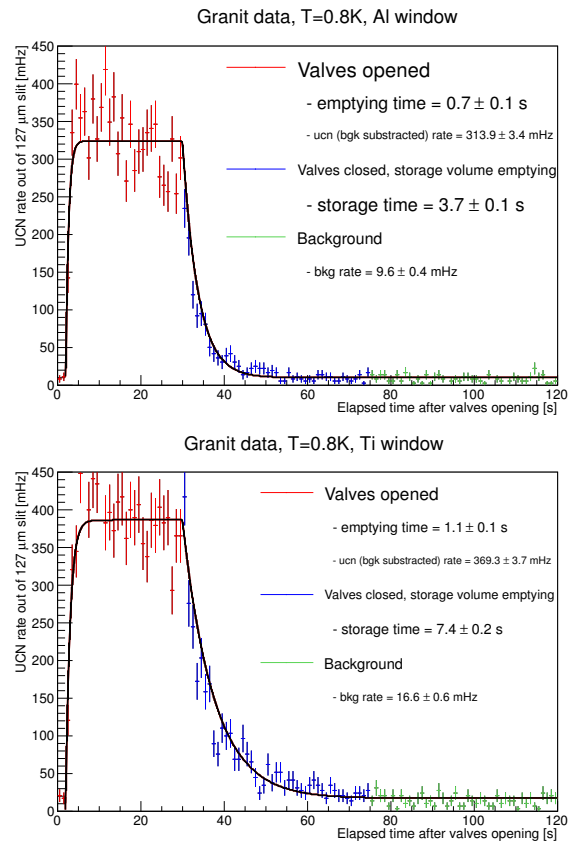 Granit data, T=0.8K, Al window
UCN rate out of 127 μm slit [mHz]
450
400
350
300
250
200
150
100
50
0
Valves opened
- emptying time = 0.7 ± 0.1 s
- ucn (bgk substracted) rate = 313.9 ± 3.4 mHz
Valves closed, storage volume emptying
- storage time = 3.7 ± 0.1 s
Background
- bkg rate = 9.6 ± 0.4 mHz
0 20 40 60 80 100 120
Elapsed time after valves opening [s]
Granit data, T=0.8K, Ti window
UCN rate out of 127 μm slit [mHz]
450
400
350
300
250
200
150
100
50
0
Valves opened
- emptying time = 1.1 ± 0.1 s
- ucn (bgk substracted) rate = 369.3 ± 3.7 mHz
Valves closed, storage volume emptying
- storage time = 7.4 ± 0.2 s
Background
- bkg rate = 16.6 ± 0.6 mHz
0 20 40 60 80 100 120
Elapsed time after valves opening [s]